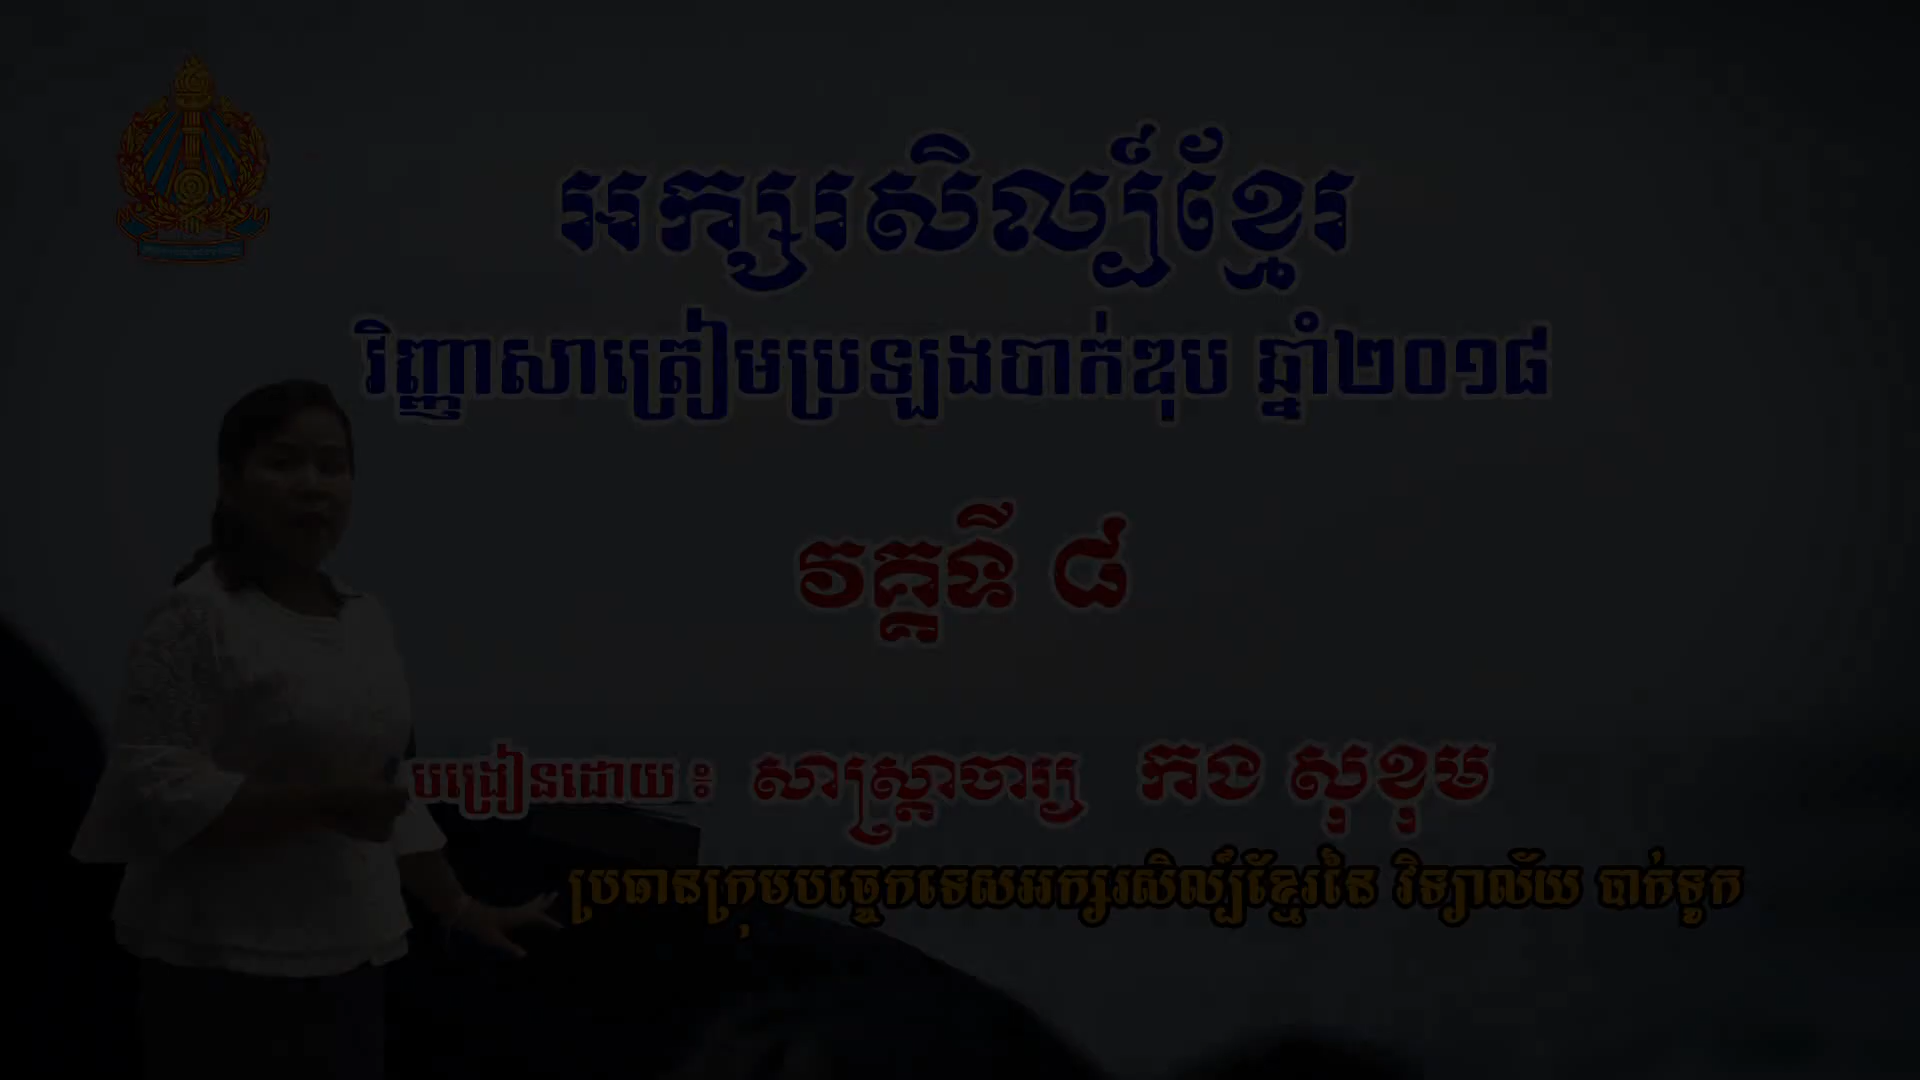 អក្សរសិល្ប៍ខ្មែរ
វិញ្ញាសាត្រៀមប្រឡងបាក់ឌុប ឆ្នាំ២០១៨
វគ្គទី ៨
បង្រៀនដោយ ៖ សាស្ត្រាចារ្យ កង សុខុម
ប្រធានក្រុមបច្ចេកទេសអក្សរសិល្ប៍ខ្មែរនៃ វិទ្យាល័យ បាក់ទូក